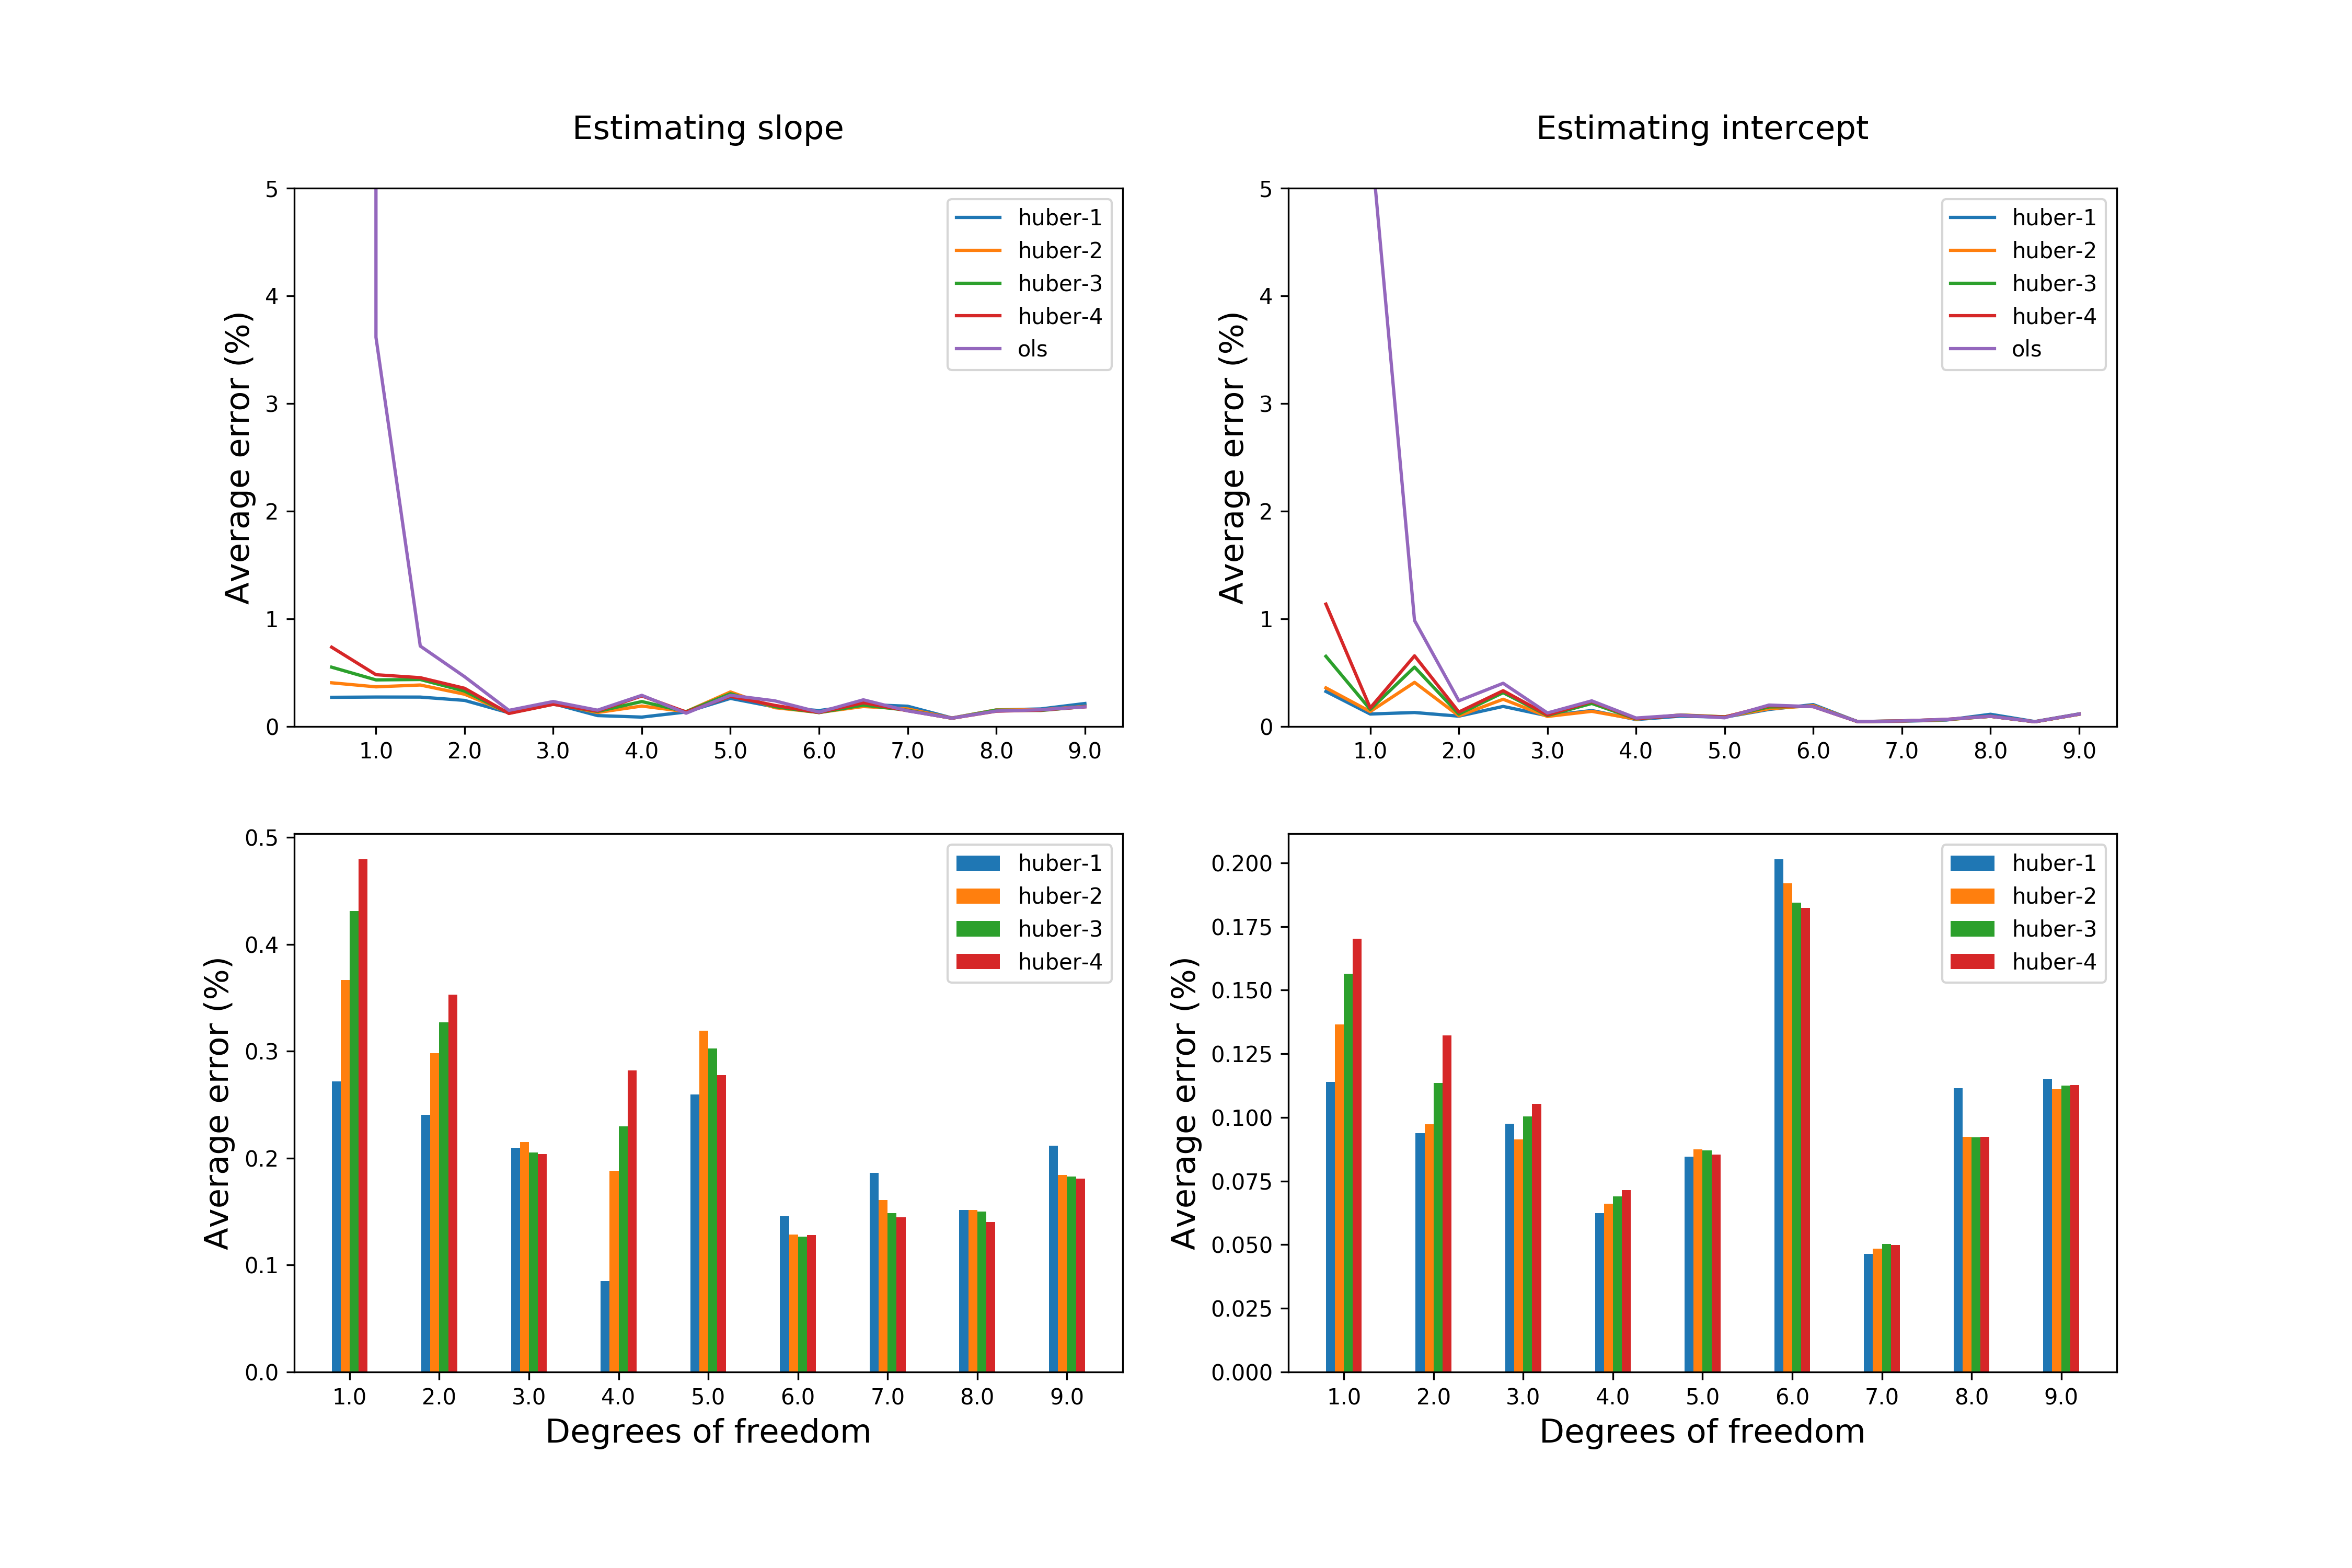 Estimating slope
Average error (%)
5
4
3
2
1
0
huber-1
huber-2
huber-3
huber-4
ols
1.0 2.0 3.0 4.0 5.0 6.0 7.0 8.0 9.0
Estimating intercept
Average error (%)
5
4
3
2
1
0
huber-1
huber-2
huber-3
huber-4
ols
1.0 2.0 3.0 4.0 5.0 6.0 7.0 8.0 9.0
Average error (%)
0.5
0.4
0.3
0.2
0.1
0.0
huber-1
huber-2
huber-3
huber-4
1.0 2.0 3.0 4.0 5.0 6.0 7.0 8.0 9.0
Degrees of freedom
Average error (%)
0.200
0.175
0.150
0.125
0.100
0.075
0.050
0.025
0.000
huber-1
huber-2
huber-3
huber-4
1.0 2.0 3.0 4.0 5.0 6.0 7.0 8.0 9.0
Degrees of freedom